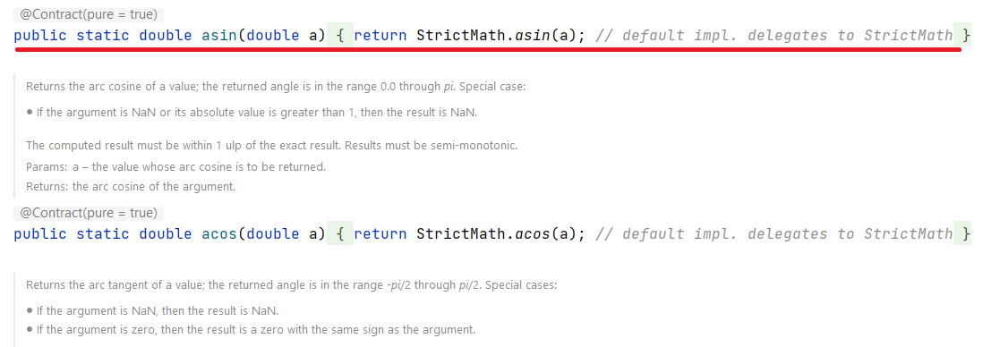 @Contract(pure = true)
public static double asin(double a) { return StrictMath.asin(a); // default impl. delegates to StrictMath }
Returns the arc cosine of a value; the returned angle is in the range 0.0 through pi. Special case:
• If the argument is NaN or its absolute value is greater than 1, then the result is NaN.
The computed result must be within 1 ulp of the exact result. Results must be semi-monotonic.
Params: a – the value whose arc cosine is to be returned.
Returns: the arc cosine of the argument.
@Contract(pure = true)
public static double acos(double a) { return StrictMath.acos(a); // default impl. delegates to StrictMath }
Returns the arc tangent of a value; the returned angle is in the range -pi/2 through pi/2. Special cases:
• If the argument is NaN, then the result is NaN.
• If the argument is zero, then the result is a zero with the same sign as the argument.